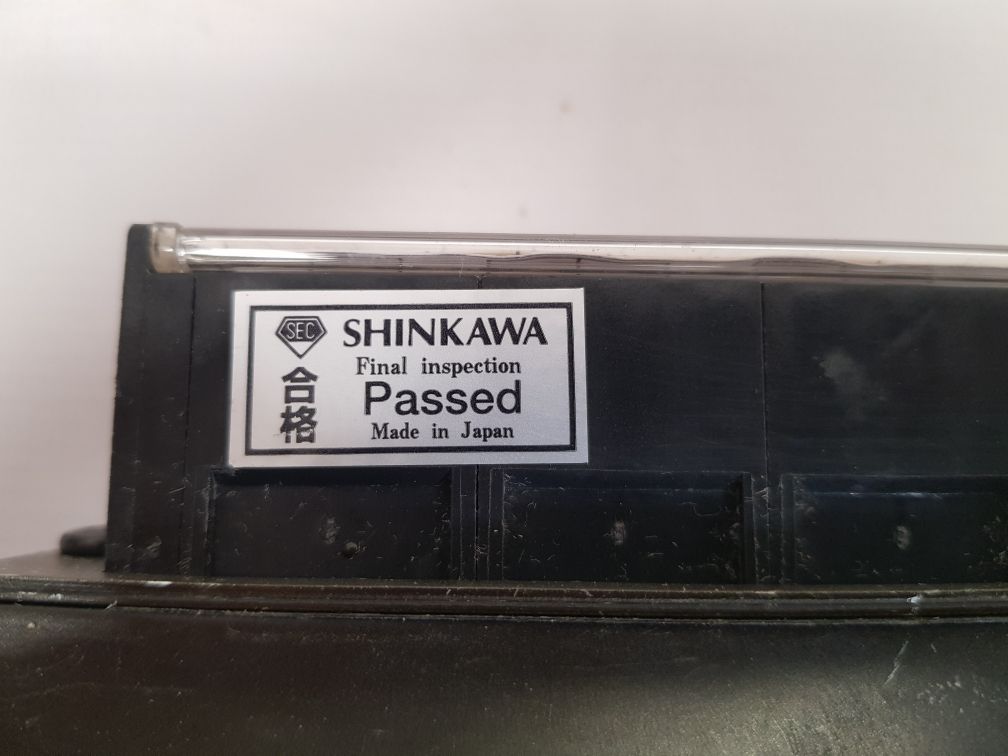 SEC SHINKAWA
Final inspection
合格
Passed
Made in Japan